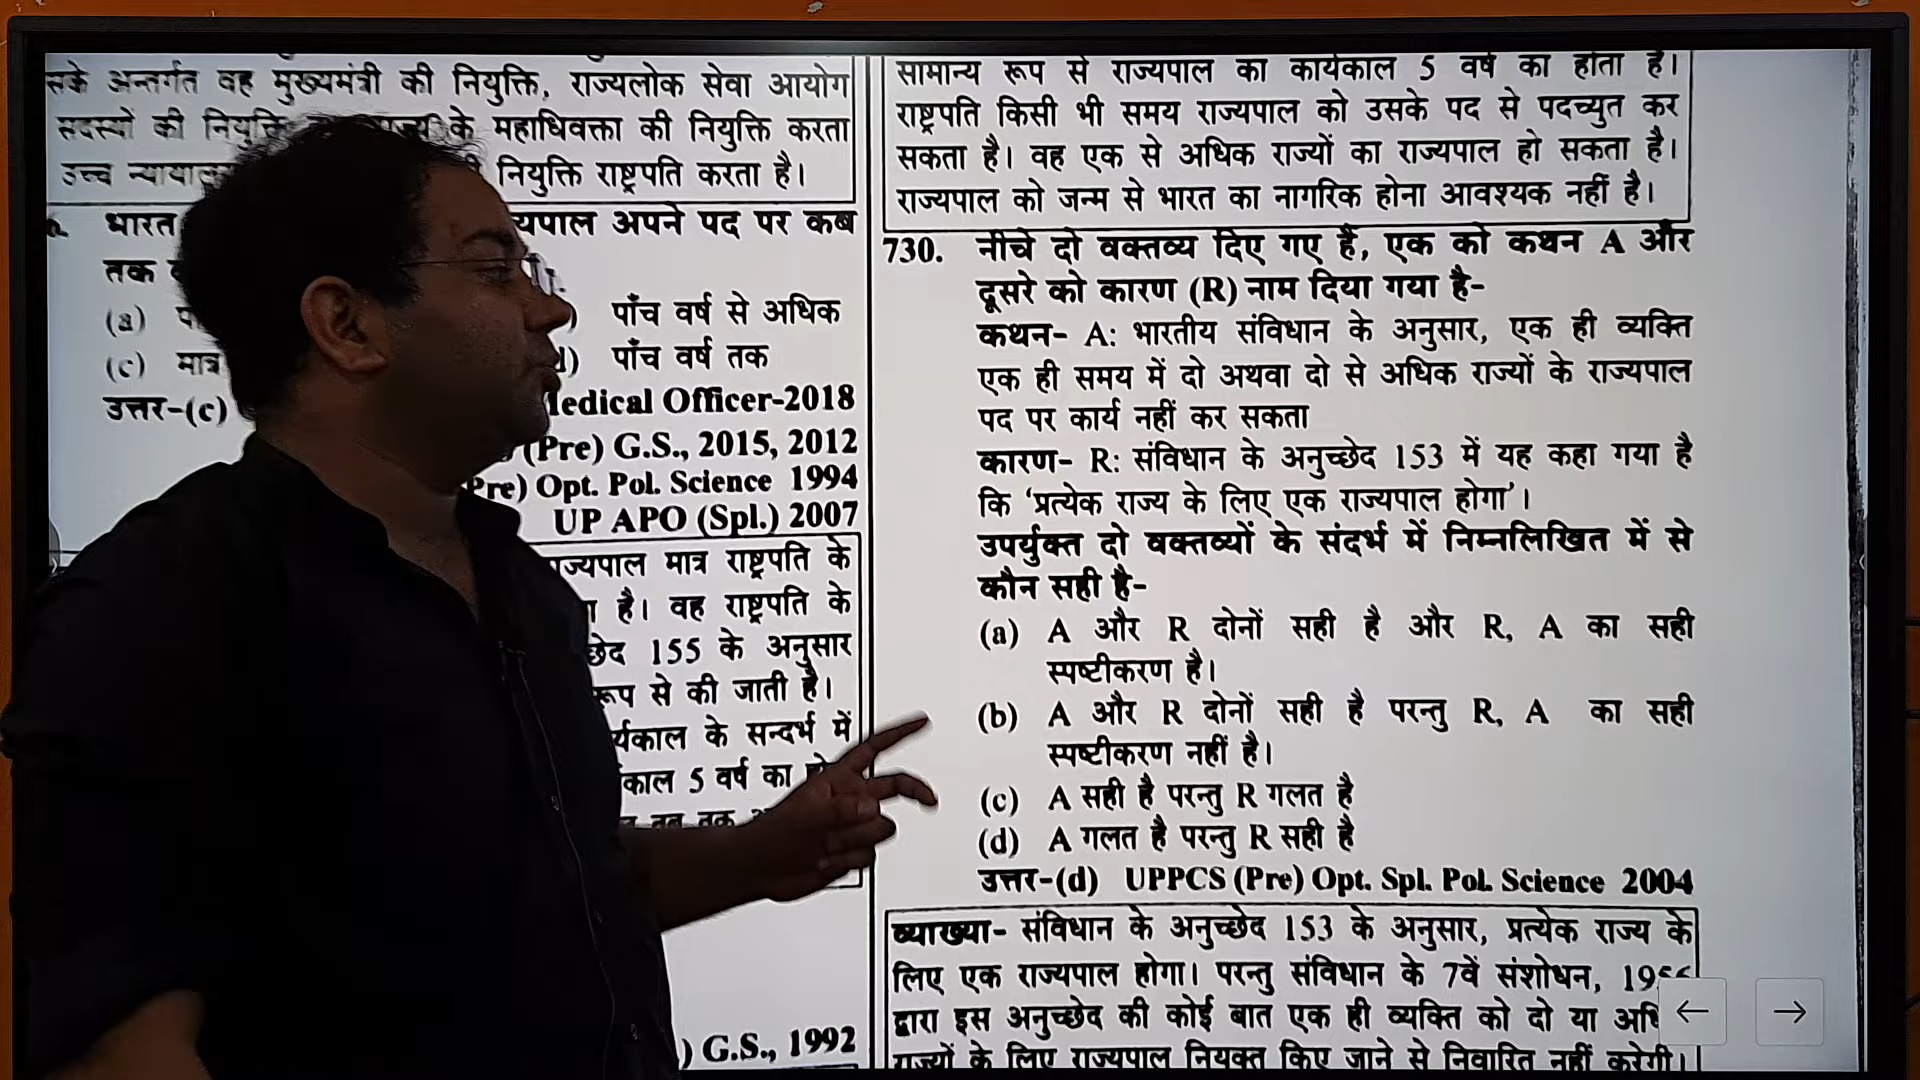 सके अन्तर्गत वह मुख्यमंत्री की नियुक्ति, राज्यलोक सेवा आयोग
सदस्यों की नियुक्ति राज्य के महाधिवक्ता की नियुक्ति करता
उच्च नियुक्ति राष्ट्रपति करता है।
भारत यपाल अपने पद पर कब
तक
(a) पाँच वर्ष से अधिक
(c) मात्र पाँच वर्ष तक
उत्तर-(c) Medical Officer-2018
(Pre) G.S., 2015, 2012
Pre) Opt. Pol. Science 1994
UP APO (Spl.) 2007
ज्यपाल मात्र राष्ट्रपति के
है। वह राष्ट्रपति के
छेद 155 के अनुसार
रूप से की जाती है।
र्यकाल के सन्दर्भ में
काल 5 वर्ष का
) G.S., 1992
सामान्य रूप से राज्यपाल का कार्यकाल 5 वर्ष का होता है।
राष्ट्रपति किसी भी समय राज्यपाल को उसके पद से पदच्युत कर
सकता है। वह एक से अधिक राज्यों का राज्यपाल हो सकता है।
राज्यपाल को जन्म से भारत का नागरिक होना आवश्यक नहीं है।
730. नीचे दो वक्तव्य दिए गए हैं, एक को कथन A और
दूसरे को कारण (R) नाम दिया गया है-
कथन- A: भारतीय संविधान के अनुसार, एक ही व्यक्ति
एक ही समय में दो अथवा दो से अधिक राज्यों के राज्यपाल
पद पर कार्य नहीं कर सकता
कारण- R: संविधान के अनुच्छेद 153 में यह कहा गया है
कि ‘प्रत्येक राज्य के लिए एक राज्यपाल होगा’।
उपर्युक्त दो वक्तव्यों के संदर्भ में निम्नलिखित में से
कौन सही है-
(a) A और R दोनों सही है और R, A का सही
स्पष्टीकरण है।
(b) A और R दोनों सही है परन्तु R, A का सही
स्पष्टीकरण नहीं है।
(c) A सही है परन्तु R गलत है
(d) A गलत है परन्तु R सही है
उत्तर-(d) UPPCS (Pre) Opt. Spl. Pol. Science 2004
व्याख्या- संविधान के अनुच्छेद 153 के अनुसार, प्रत्येक राज्य के
लिए एक राज्यपाल होगा। परन्तु संविधान के 7वें संशोधन,
द्वारा इस अनुच्छेद की कोई बात एक ही व्यक्ति को दो या
राज्यों के लिए राज्यपाल नियुक्त किए जाने से निवारित नहीं करेगी।